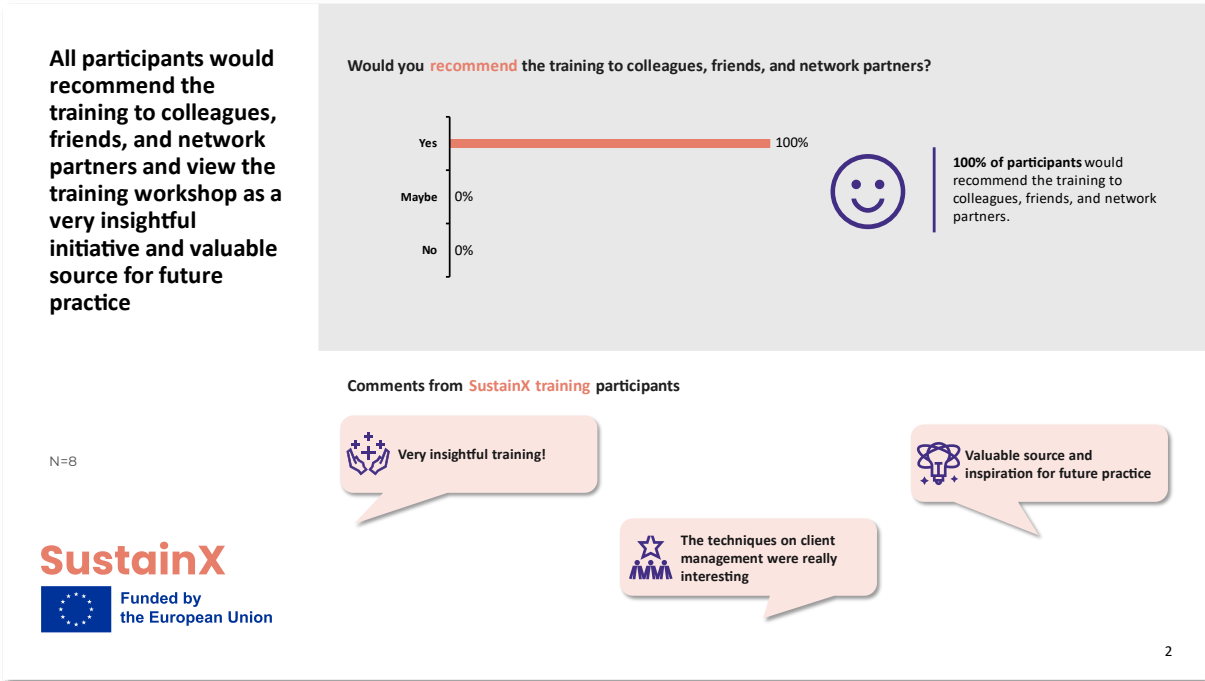 All participants would
recommend the
training to colleagues,
friends, and network
partners and view the
training workshop as a
very insightful
initiative and valuable
source for future
practice
N=8
SustainX
Funded by
the European Union
Would you recommend the training to colleagues, friends, and network partners?
Yes 100%
Maybe 0%
No 0%
100% of participants would
recommend the training to
colleagues, friends, and network
partners.
Comments from SustainX training participants
Very insightful training!
The techniques on client
management were really
interesting
Valuable source and
inspiration for future practice
2